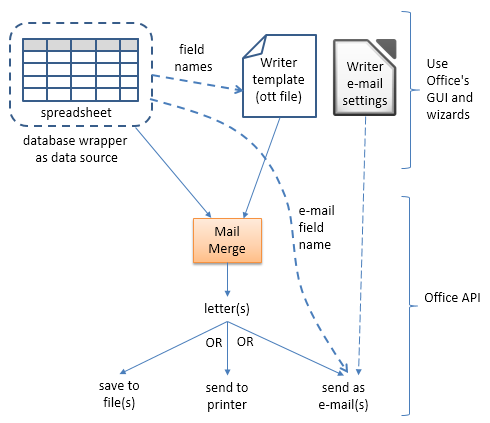 spreadsheet
database wrapper
as data source
field
names
Writer
template
(ott file)
Writer
e-mail
settings
Use
Office's
GUI and
wizards
Mail
Merge
e-mail
field
name
Office API
letter(s)
OR
OR
save to
file(s)
send to
printer
send as
e-mail(s)